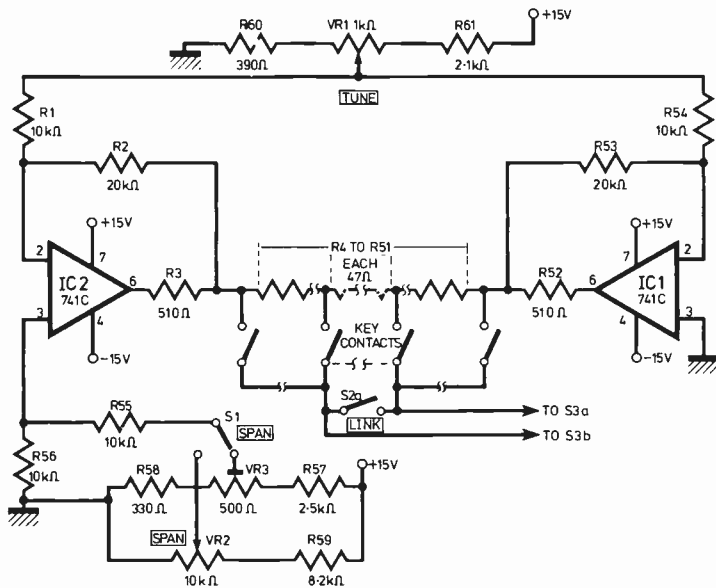 R60
390Ω
VR1 1kΩ
R61
2·1kΩ
+15V
TUNE
R1
10kΩ
R54
10kΩ
R2
20kΩ
R53
20kΩ
+15V
2
7
IC2
741C
6
3
4
-15V
R3
510Ω
R4 TO R51
EACH
47Ω
KEY
CONTACTS
R52
510Ω
+15V
7
2
6
IC1
741C
4
3
-15V
S2a
LINK
TO S3a
TO S3b
R55
10kΩ
S1
SPAN
R56
10kΩ
R58
330Ω
VR3
500Ω
R57
2·5kΩ
+15V
SPAN
VR2
10kΩ
R59
8·2kΩ